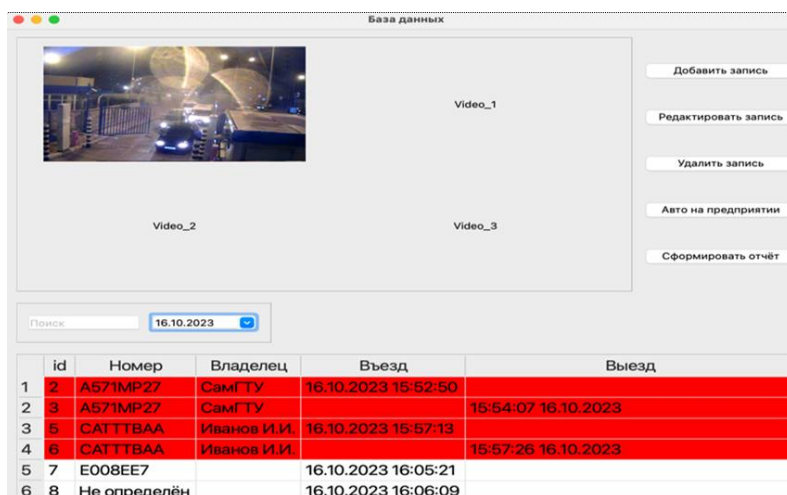 База данных
Video_1
Video_2
Video_3
Добавить запись
Редактировать запись
Удалить запись
Авто на предприятии
Сформировать отчёт
Поиск
16.10.2023
id Номер Владелец Въезд Выезд
1 2 А571МР27 СамГТУ 16.10.2023 15:52:50
2 3 А571МР27 СамГТУ 15:54:07 16.10.2023
3 5 САТТТВАА Иванов И.И. 16.10.2023 15:57:13
4 6 САТТТВАА Иванов И.И. 15:57:26 16.10.2023
5 7 Е008ЕЕ7 16.10.2023 16:05:21
6 8 Не определён 16.10.2023 16:06:09